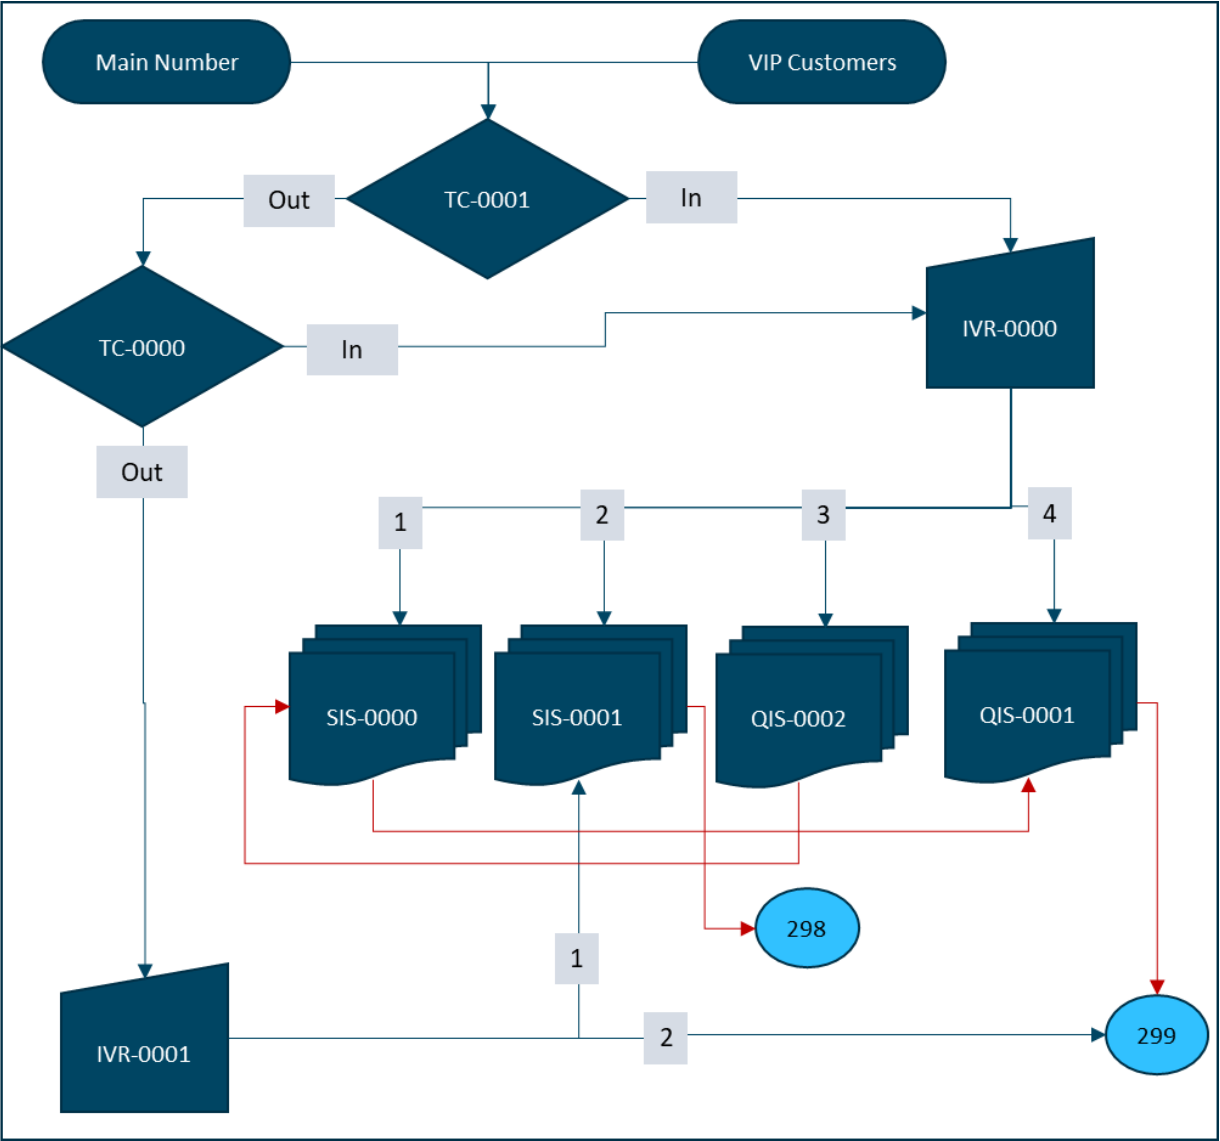 Main Number
VIP Customers
TC-0001
Out
In
TC-0000
In
IVR-0000
Out
1
2
3
4
SIS-0000
SIS-0001
QIS-0002
QIS-0001
298
1
2
299
IVR-0001